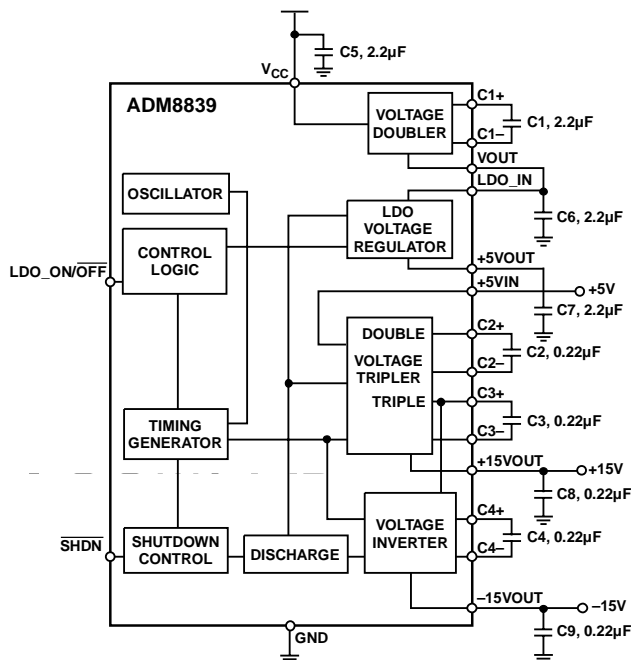 C5, 2.2µF
VCC
ADM8839
VOLTAGE
DOUBLER
C1+
C1–
C1, 2.2µF
VOUT
LDO_IN
OSCILLATOR
LDO
VOLTAGE
REGULATOR
C6, 2.2µF
CONTROL
LOGIC
LDO_ON/OFF
+5VOUT
+5VIN
+5V
C7, 2.2µF
DOUBLE
VOLTAGE
TRIPLER
TRIPLE
C2+
C2–
C2, 0.22µF
C3+
C3–
C3, 0.22µF
TIMING
GENERATOR
+15VOUT
+15V
C8, 0.22µF
SHDN
SHUTDOWN
CONTROL
DISCHARGE
VOLTAGE
INVERTER
C4+
C4–
C4, 0.22µF
–15VOUT
–15V
C9, 0.22µF
GND